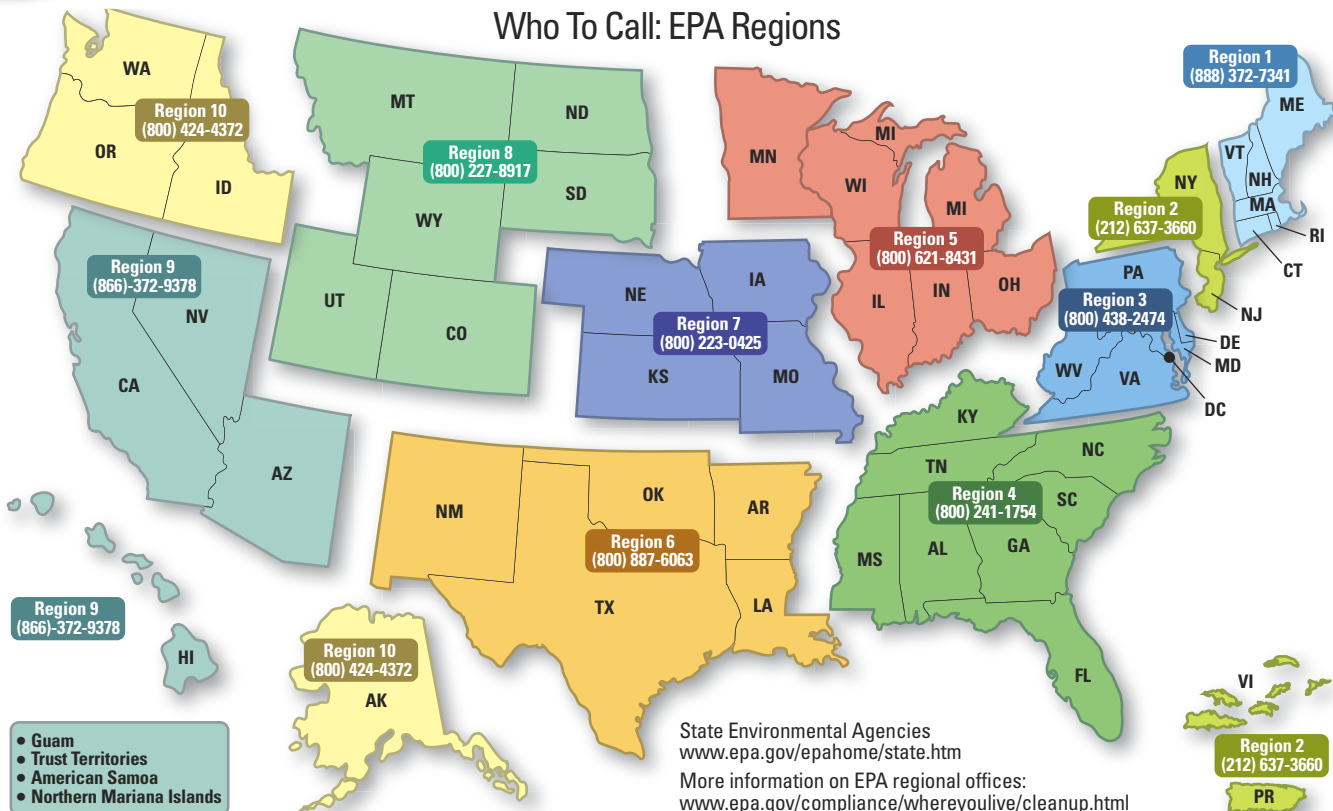 Who To Call: EPA Regions
WA
Region 10
(800) 424-4372
OR
ID
MT
ND
Region 8
(800) 227-8917
SD
WY
UT
CO
MN
MI
WI
MI
Region 5
(800) 621-8431
IL
IN
OH
Region 1
(888) 372-7341
ME
VT
NH
MA
RI
CT
NY
Region 2
(212) 637-3660
NJ
PA
Region 3
(800) 438-2474
DE
MD
WV
VA
DC
Region 9
(866)-372-9378
NV
CA
AZ
NE
IA
Region 7
(800) 223-0425
KS
MO
KY
NC
TN
Region 4
(800) 241-1754
SC
MS
AL
GA
FL
NM
OK
AR
Region 6
(800) 887-6063
TX
LA
Region 9
(866)-372-9378
HI
Region 10
(800) 424-4372
AK
• Guam
• Trust Territories
• American Samoa
• Northern Mariana Islands
State Environmental Agencies
www.epa.gov/epahome/state.htm
More information on EPA regional offices:
www.epa.gov/compliance/whereyoulive/cleanup.html
VI
Region 2
(212) 637-3660
PR